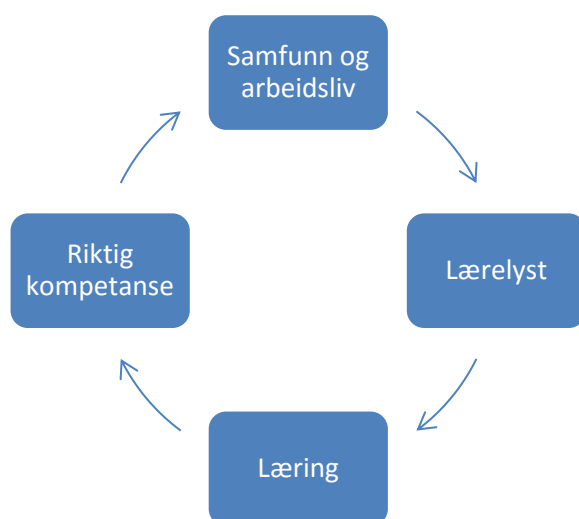 Samfunn og
arbeidsliv
Lærelyst
Læring
Riktig
kompetanse